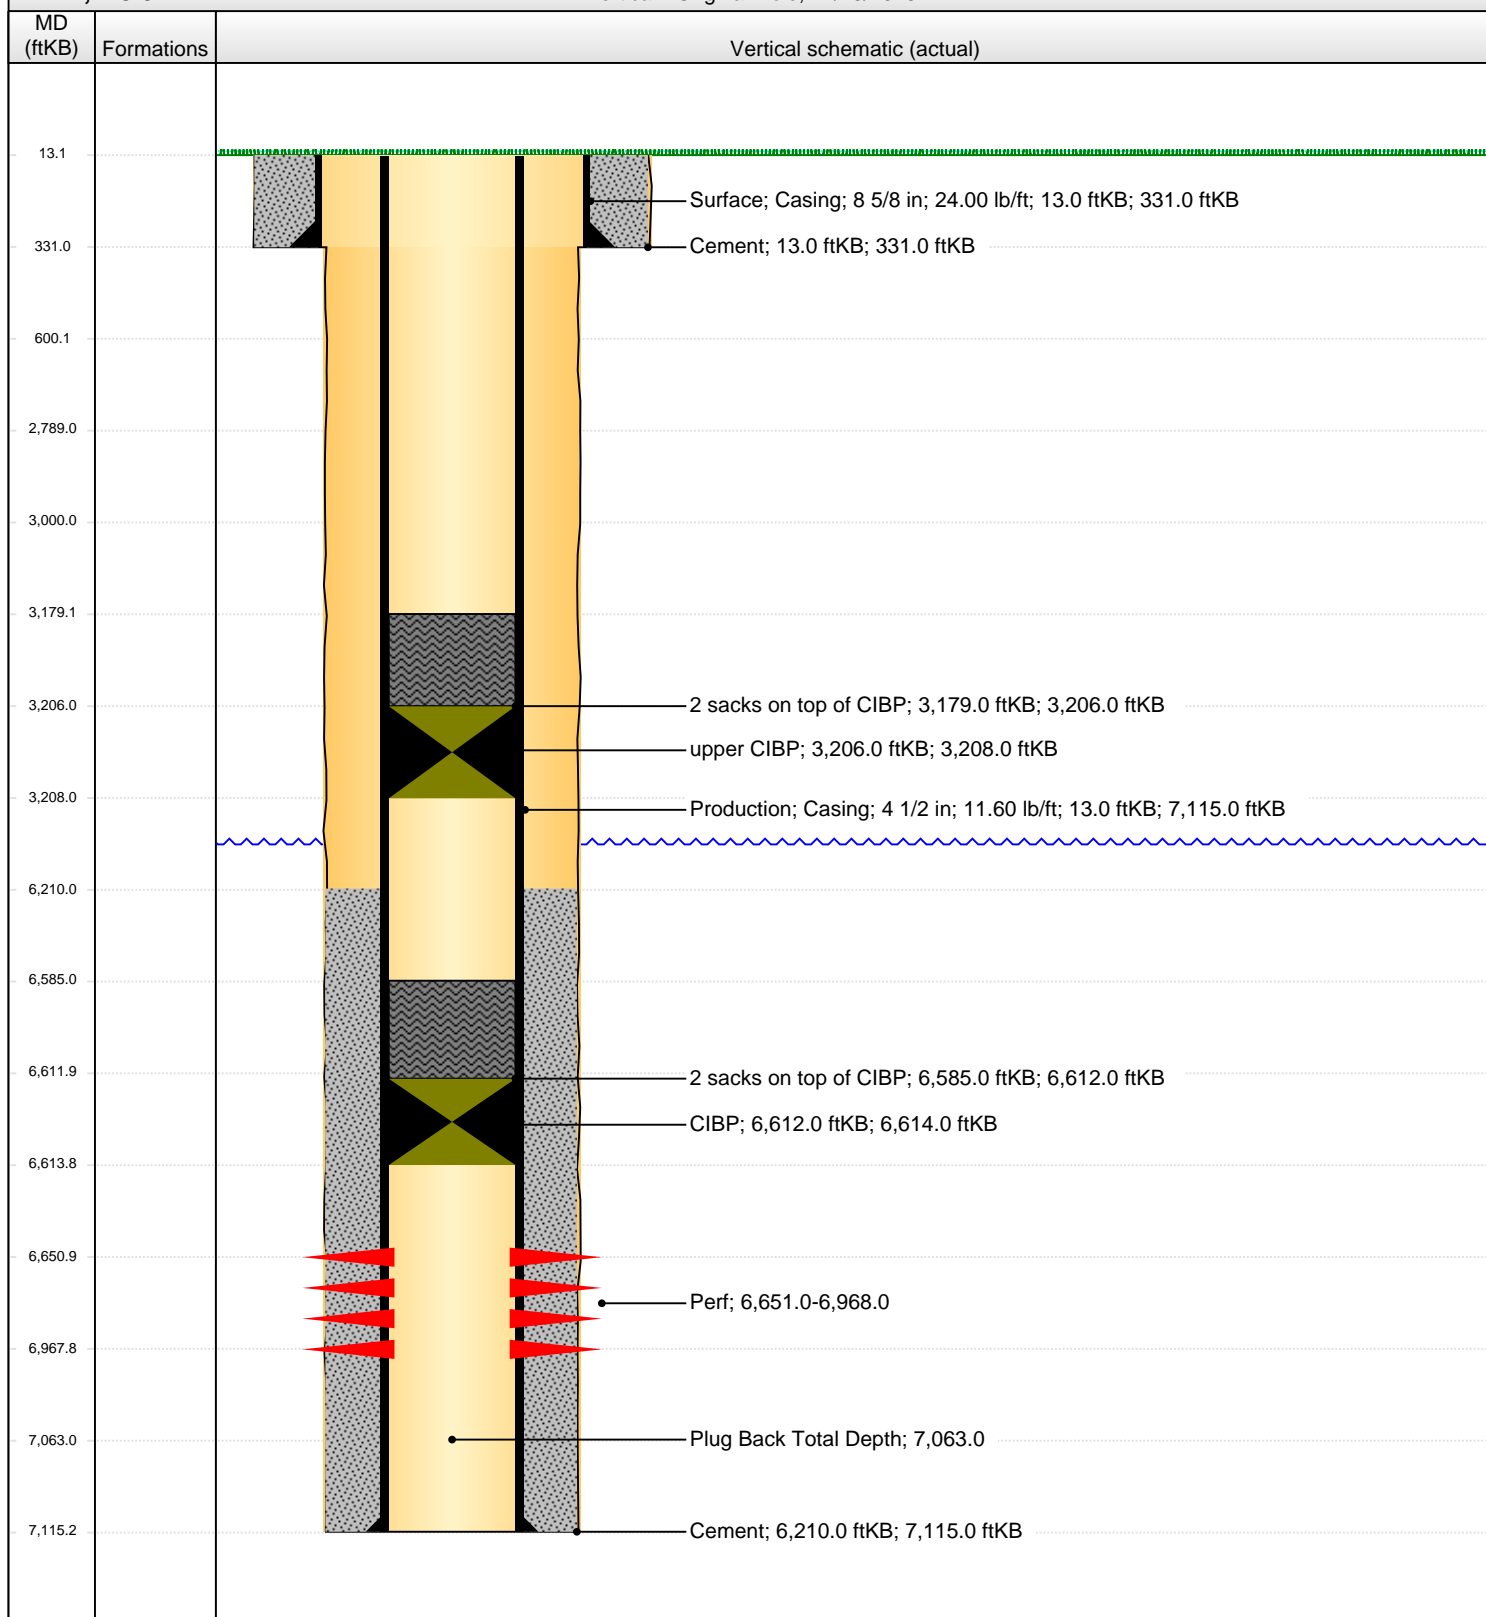 MD
(ftKB)
Formations
Vertical schematic (actual)
13.1
Surface; Casing; 8 5/8 in; 24.00 lb/ft; 13.0 ftKB; 331.0 ftKB
331.0
Cement; 13.0 ftKB; 331.0 ftKB
600.1
2,789.0
3,000.0
3,179.1
3,206.0
2 sacks on top of CIBP; 3,179.0 ftKB; 3,206.0 ftKB
upper CIBP; 3,206.0 ftKB; 3,208.0 ftKB
3,208.0
Production; Casing; 4 1/2 in; 11.60 lb/ft; 13.0 ftKB; 7,115.0 ftKB
6,210.0
6,585.0
6,611.9
2 sacks on top of CIBP; 6,585.0 ftKB; 6,612.0 ftKB
CIBP; 6,612.0 ftKB; 6,614.0 ftKB
6,613.8
6,650.9
Perf; 6,651.0-6,968.0
6,967.8
7,063.0
Plug Back Total Depth; 7,063.0
7,115.2
Cement; 6,210.0 ftKB; 7,115.0 ftKB